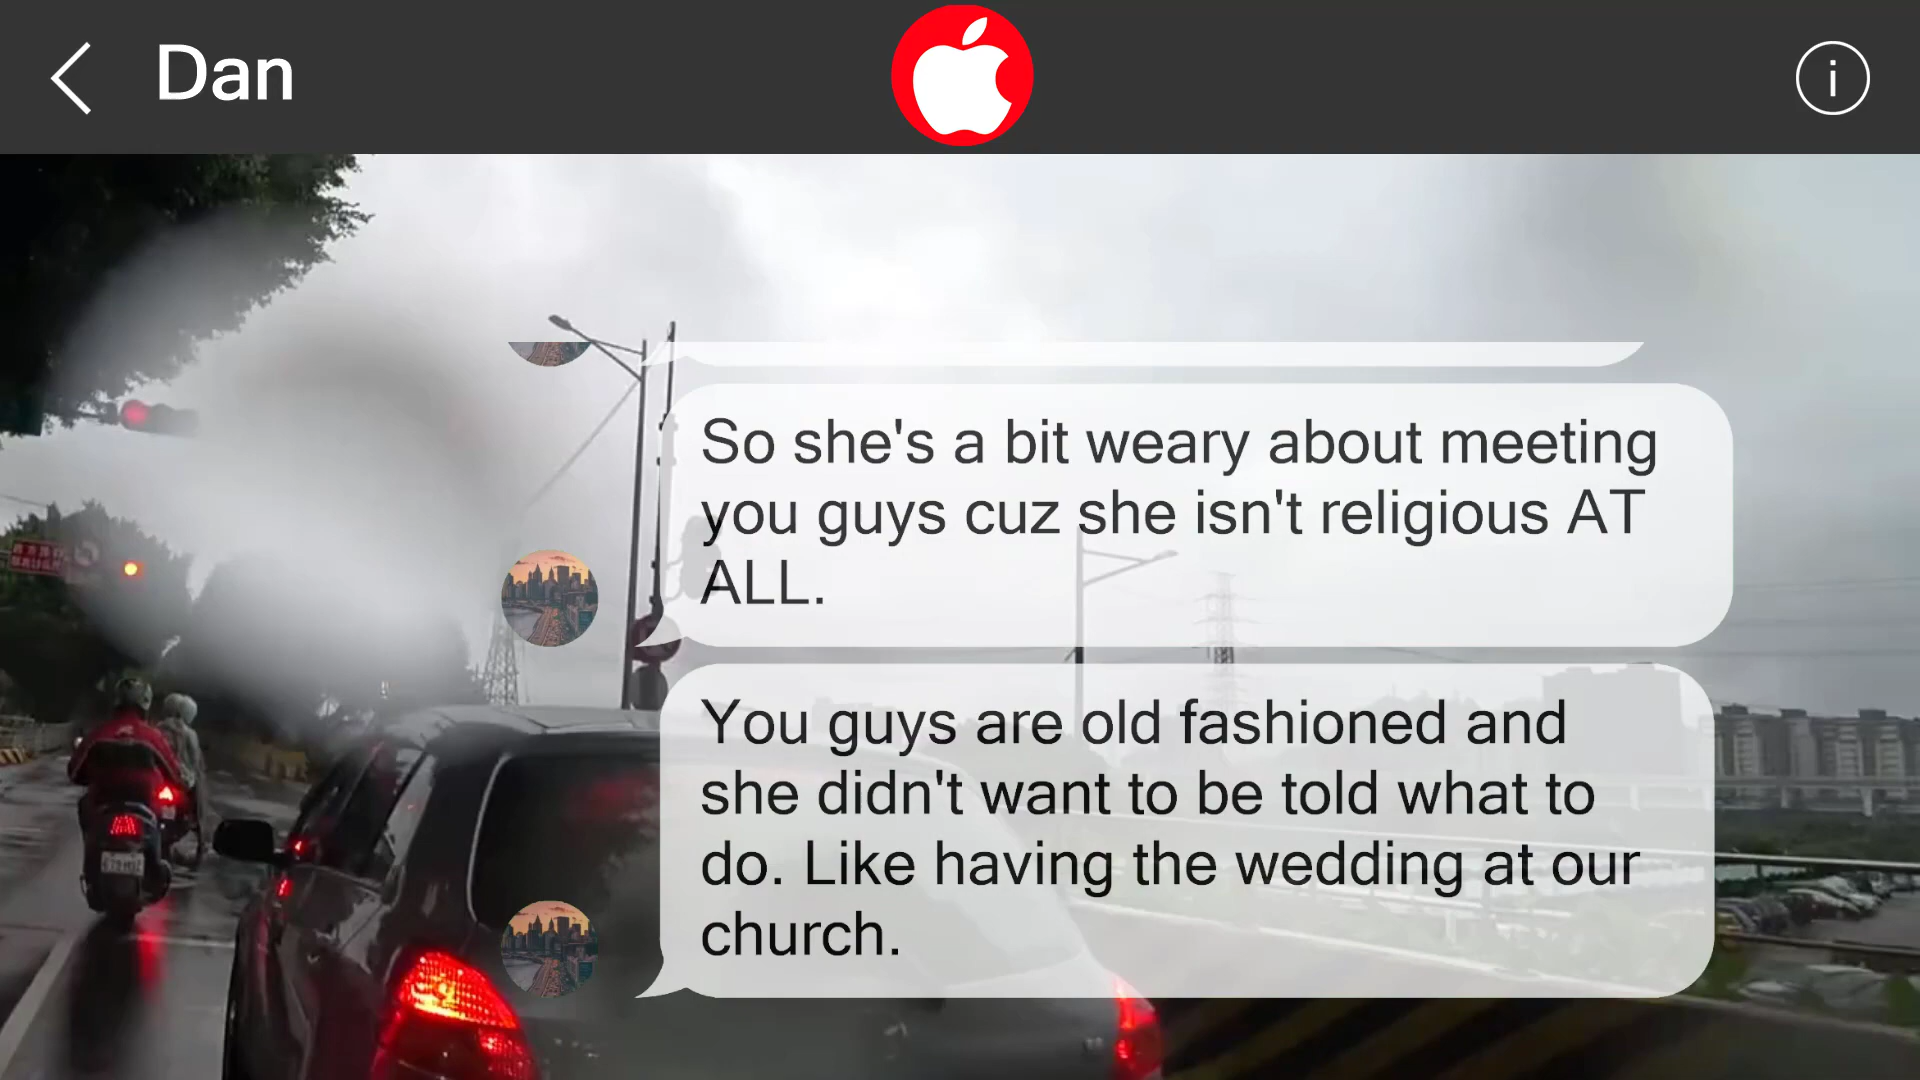 Dan
So she's a bit weary about meeting
you guys cuz she isn't religious AT
ALL.
You guys are old fashioned and
she didn't want to be told what to
do. Like having the wedding at our
church.